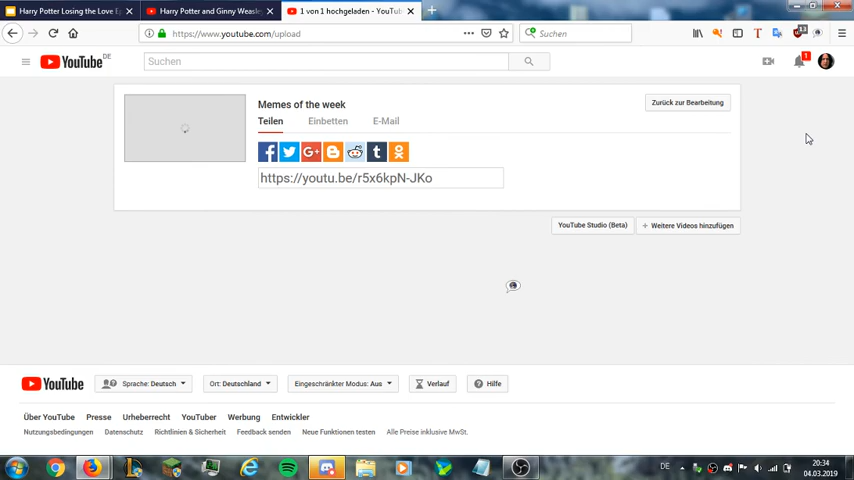 Harry Potter Losing the Love Ep
Harry Potter and Ginny Weasley
1 von 1 hochgeladen - YouTub
https://www.youtube.com/upload
Suchen
13
YouTube DE
Suchen
1
Memes of the week
Zurück zur Bearbeitung
Teilen Einbetten E-Mail
https://youtu.be/r5x6kpN-JKo
YouTube Studio (Beta)
+ Weitere Videos hinzufügen
YouTube
Sprache: Deutsch
Ort: Deutschland
Eingeschränkter Modus: Aus
Verlauf
Hilfe
Über YouTube Presse Urheberrecht YouTuber Werbung Entwickler
Nutzungsbedingungen Datenschutz Richtlinien & Sicherheit Feedback senden Neue Funktionen testen Alle Preise inklusive MwSt.
DE
20:34
04.03.2019